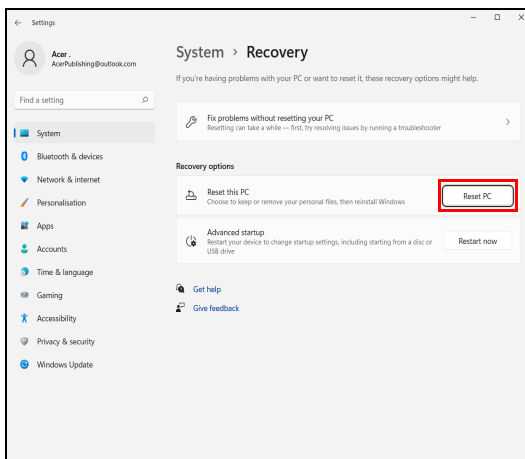 Settings
Acer .
AcerPublishing@outlook.com
Find a setting
System
Bluetooth & devices
Network & internet
Personalisation
Apps
Accounts
Time & language
Gaming
Accessibility
Privacy & security
Windows Update
System > Recovery
If you're having problems with your PC or want to reset it, these recovery options might help.
Fix problems without resetting your PC
Resetting can take a while — first, try resolving issues by running a troubleshooter
Recovery options
Reset this PC
Choose to keep or remove your personal files, then reinstall Windows
Reset PC
Advanced startup
Restart your device to change startup settings, including starting from a disc or
USB drive
Restart now
Get help
Give feedback